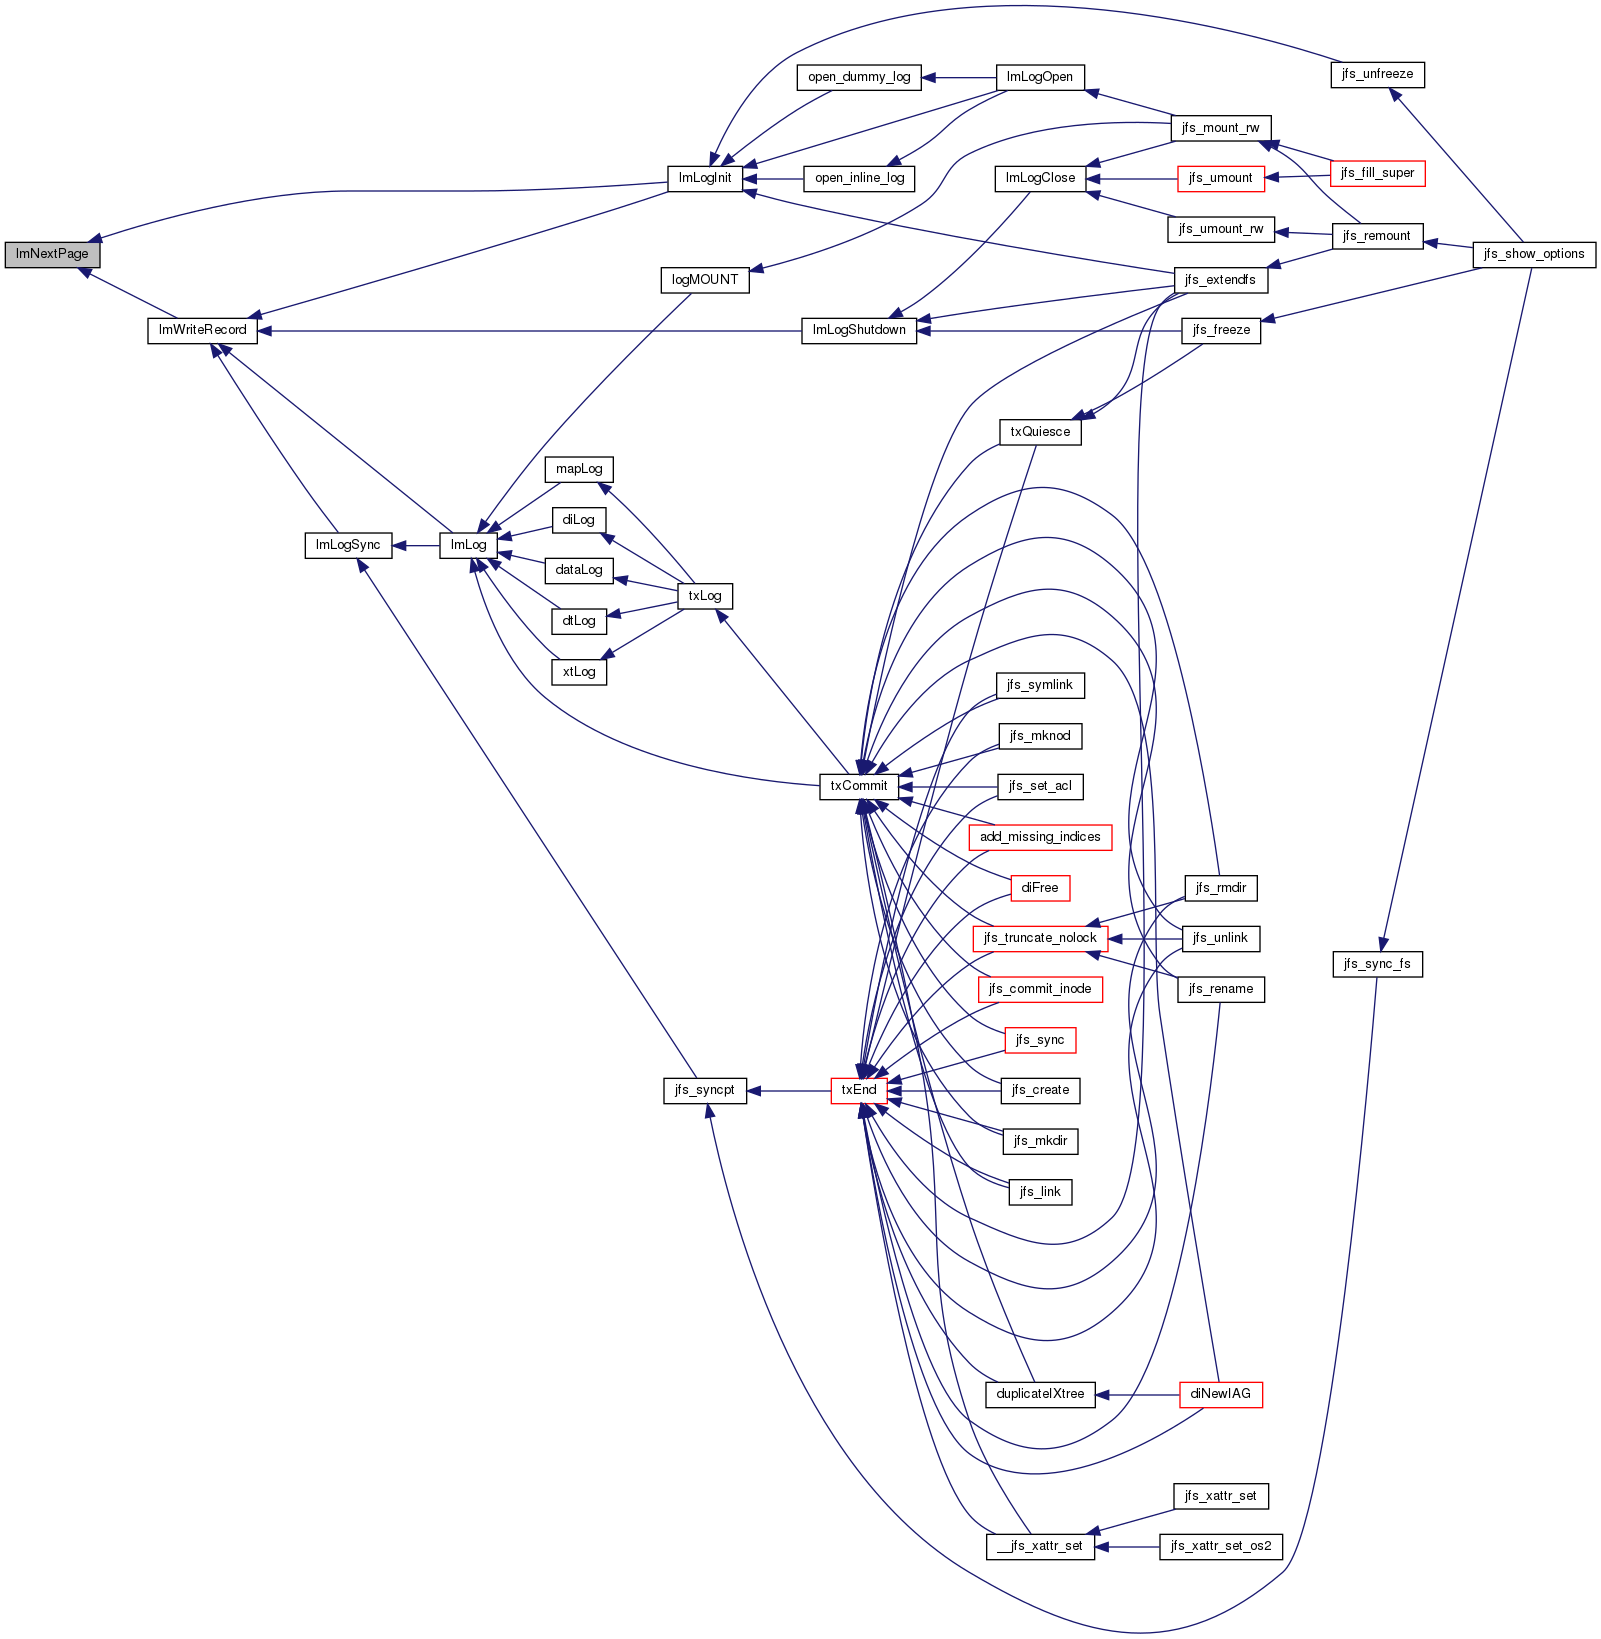 lmNextPage
lmWriteRecord
lmLogSync
lmLog
mapLog
diLog
dataLog
dtLog
xtLog
lmLogInit
logMOUNT
txLog
jfs_syncpt
open_dummy_log
open_inline_log
lmLogShutdown
txCommit
txEnd
lmLogOpen
lmLogClose
txQuiesce
jfs_symlink
jfs_mknod
jfs_set_acl
add_missing_indices
diFree
jfs_truncate_nolock
jfs_commit_inode
jfs_sync
jfs_create
jfs_mkdir
jfs_link
duplicateIXtree
__jfs_xattr_set
jfs_mount_rw
jfs_umount
jfs_umount_rw
jfs_extendfs
jfs_freeze
jfs_rmdir
jfs_unlink
jfs_rename
diNewIAG
jfs_xattr_set
jfs_xattr_set_os2
jfs_unfreeze
jfs_fill_super
jfs_remount
jfs_sync_fs
jfs_show_options